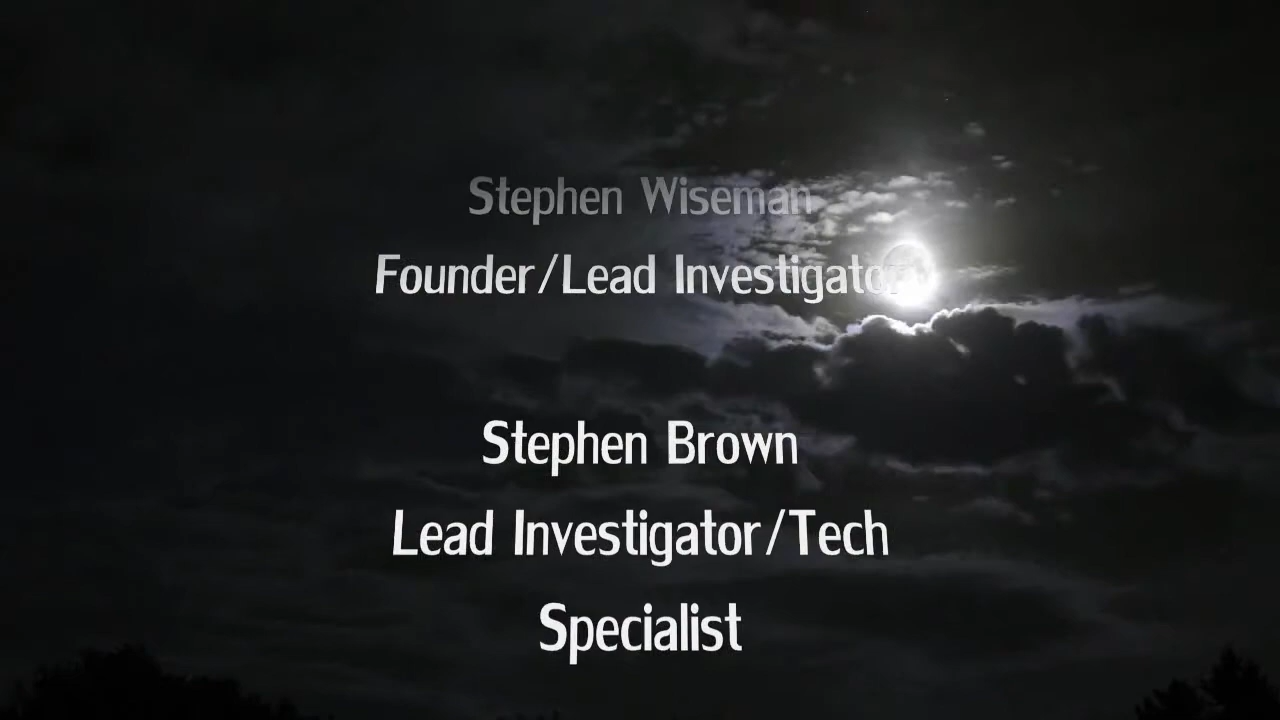 Stephen Wiseman
Founder/Lead Investigator
Stephen Brown
Lead Investigator/Tech
Specialist